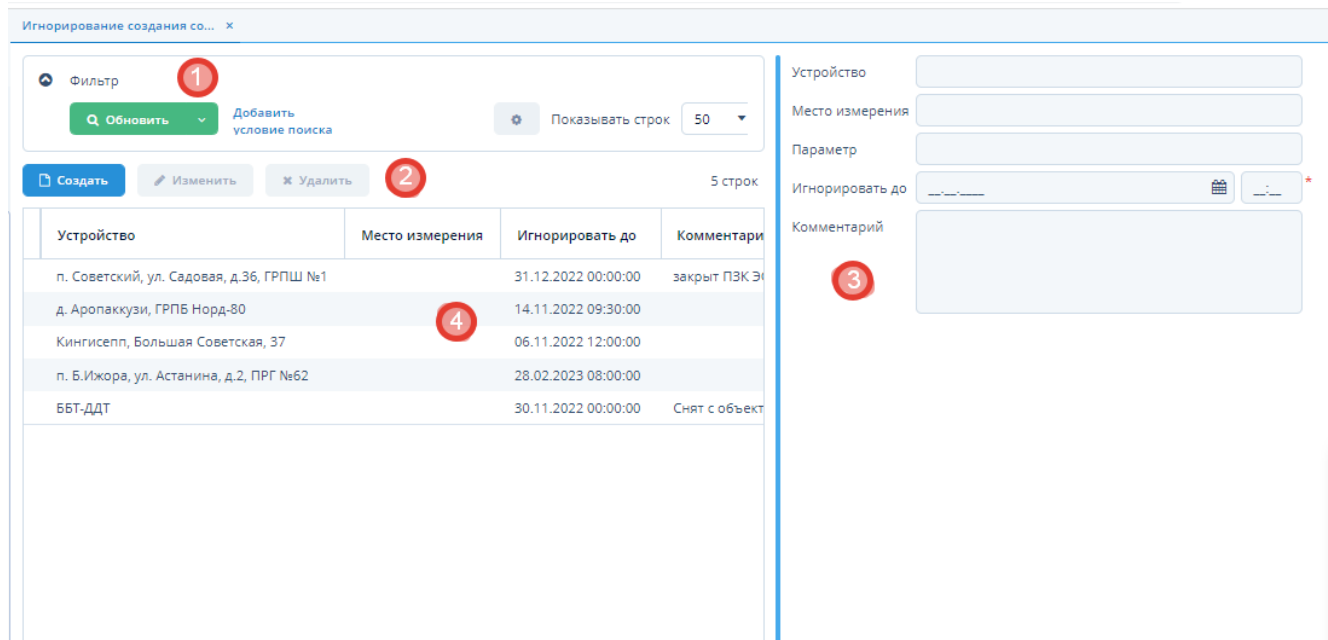 Игнорирование создания со... ×
Фильтр
1
Обновить
Добавить
условие поиска
Показывать строк
50
Создать
Изменить
Удалить
2
5 строк
Устройство
Место измерения
Игнорировать до
Комментари
п. Советский, ул. Садовая, д.36, ГРПШ №1
31.12.2022 00:00:00
закрыт ПЗК ЭС
д. Аропаккузи, ГРПБ Норд-80
14.11.2022 09:30:00
4
Кингисепп, Большая Советская, 37
06.11.2022 12:00:00
п. Б.Ижора, ул. Астанина, д.2, ПРГ №62
28.02.2023 08:00:00
ББТ-ДДТ
30.11.2022 00:00:00
Снят с объект
Устройство
Место измерения
Параметр
Игнорировать до
__.__.____
__:__
*
Комментарий
3